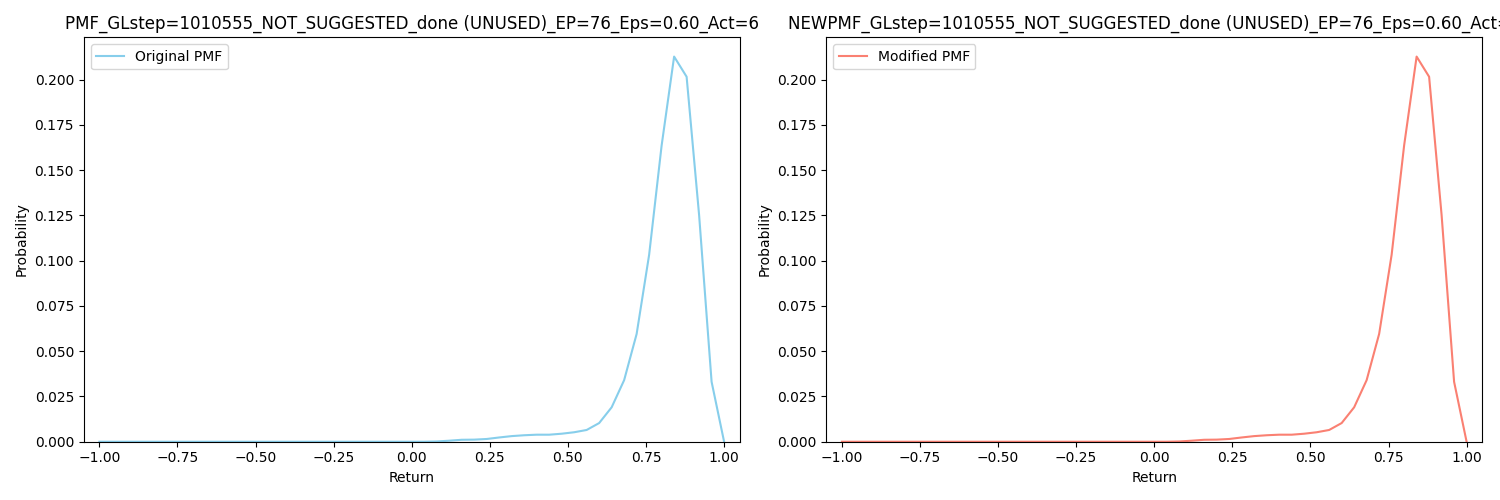 PMF_GLstep=1010555_NOT_SUGGESTED_done (UNUSED)_EP=76_Eps=0.60_Act=6
Original PMF
Probability
0.200
0.175
0.150
0.125
0.100
0.075
0.050
0.025
0.000
−1.00 −0.75 −0.50 −0.25 0.00 0.25 0.50 0.75 1.00
Return
NEWPMF_GLstep=1010555_NOT_SUGGESTED_done (UNUSED)_EP=76_Eps=0.60_Act=
Modified PMF
Probability
0.200
0.175
0.150
0.125
0.100
0.075
0.050
0.025
0.000
−1.00 −0.75 −0.50 −0.25 0.00 0.25 0.50 0.75 1.00
Return